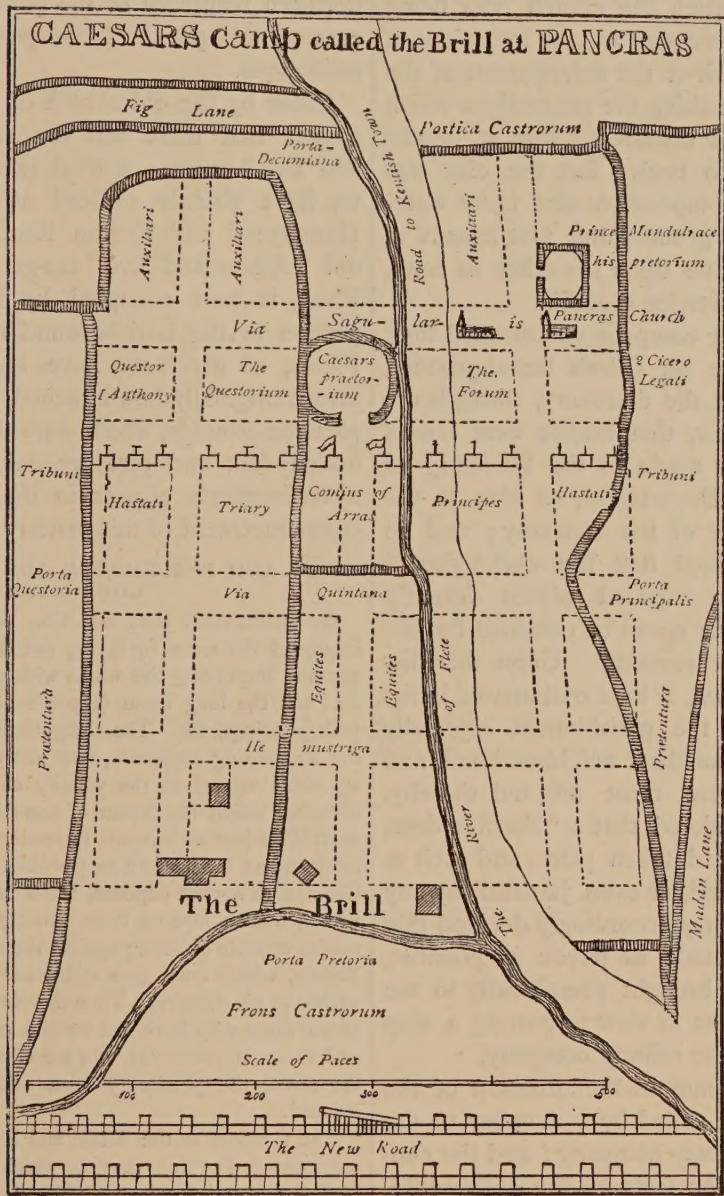 CAESARS Camp called the Brill at PANCRAS
Fig Lane
Porta-
Decumiana
Road to Kentish Town
Postica Castrorum
Auxiliari
Auxiliari
Auxiliari
Prince Mandubrace
his pretorium
Via Sagu- lar- is
Pancras Church
Questor
I Anthony
The
Questorium
Caesars
praetor-
-ium
The
Forum
2 Cicero
Legati
Tribuni
Tribuni
Hastati
Triary
Comius of
Arras
Principes
Hastati
Porta
Questoria
Via Quintana
Porta
Principalis
Equites
Equites
The River of Flete
Prætentura
Prætentura
He mustriga
Madan Lane
The Brill
Porta Pretoria
Frons Castrorum
Scale of Paces
100 200 300 500
The New Road